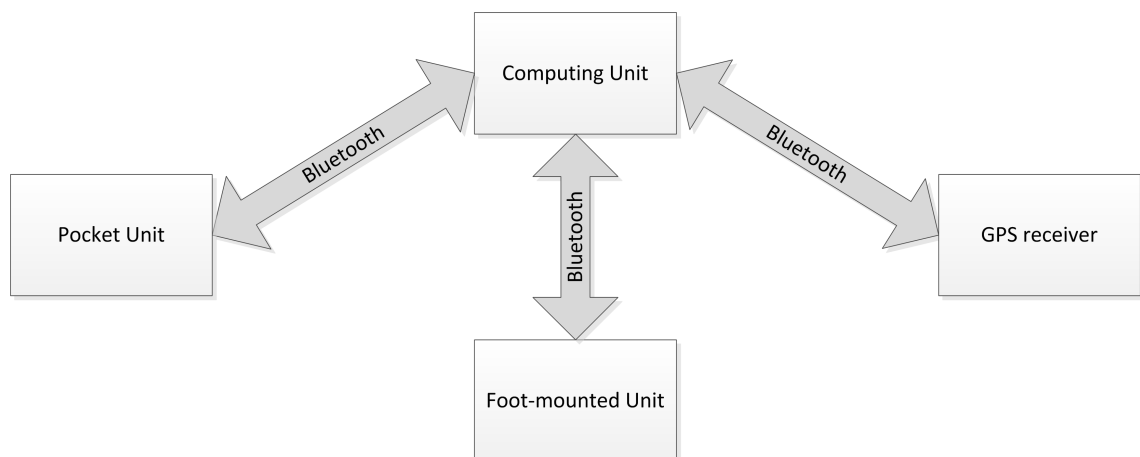 Computing Unit
Bluetooth
Bluetooth
Bluetooth
Pocket Unit
GPS receiver
Foot-mounted Unit